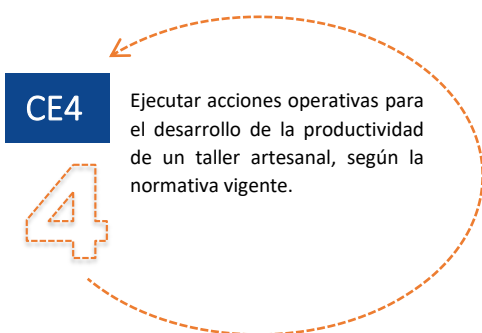 CE4
Ejecutar acciones operativas para
el desarrollo de la productividad
de un taller artesanal, según la
normativa vigente.
4